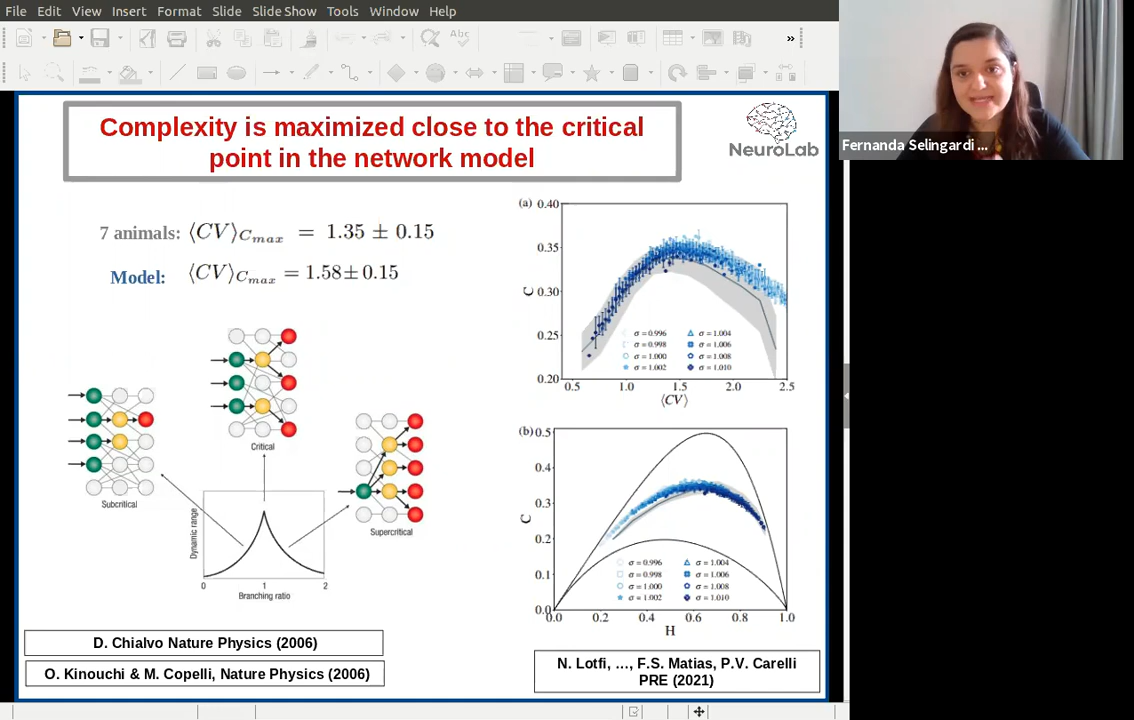 File Edit View Insert Format Slide Slide Show Tools Window Help
Abc
»
Fernanda Selingardi ...
Complexity is maximized close to the critical
point in the network model
NeuroLab
7 animals: ⟨CV⟩Cmax = 1.35 ± 0.15
Model: ⟨CV⟩Cmax = 1.58±0.15
Critical
Subcritical
Supercritical
Dynamic range
0 1 2
Branching ratio
(a)
0.40
0.35
0.30
0.25
0.20
C
σ = 0.996 σ = 1.004
σ = 0.998 σ = 1.006
σ = 1.000 σ = 1.008
σ = 1.002 σ = 1.010
0.5 1.0 1.5 2.0 2.5
⟨CV⟩
(b)
0.5
0.4
0.3
0.2
0.1
0.0
C
σ = 0.996 σ = 1.004
σ = 0.998 σ = 1.006
σ = 1.000 σ = 1.008
σ = 1.002 σ = 1.010
0.0 0.2 0.4 0.6 0.8 1.0
H
D. Chialvo Nature Physics (2006)
O. Kinouchi & M. Copelli, Nature Physics (2006)
N. Lotfi, ..., F.S. Matias, P.V. Carelli
PRE (2021)